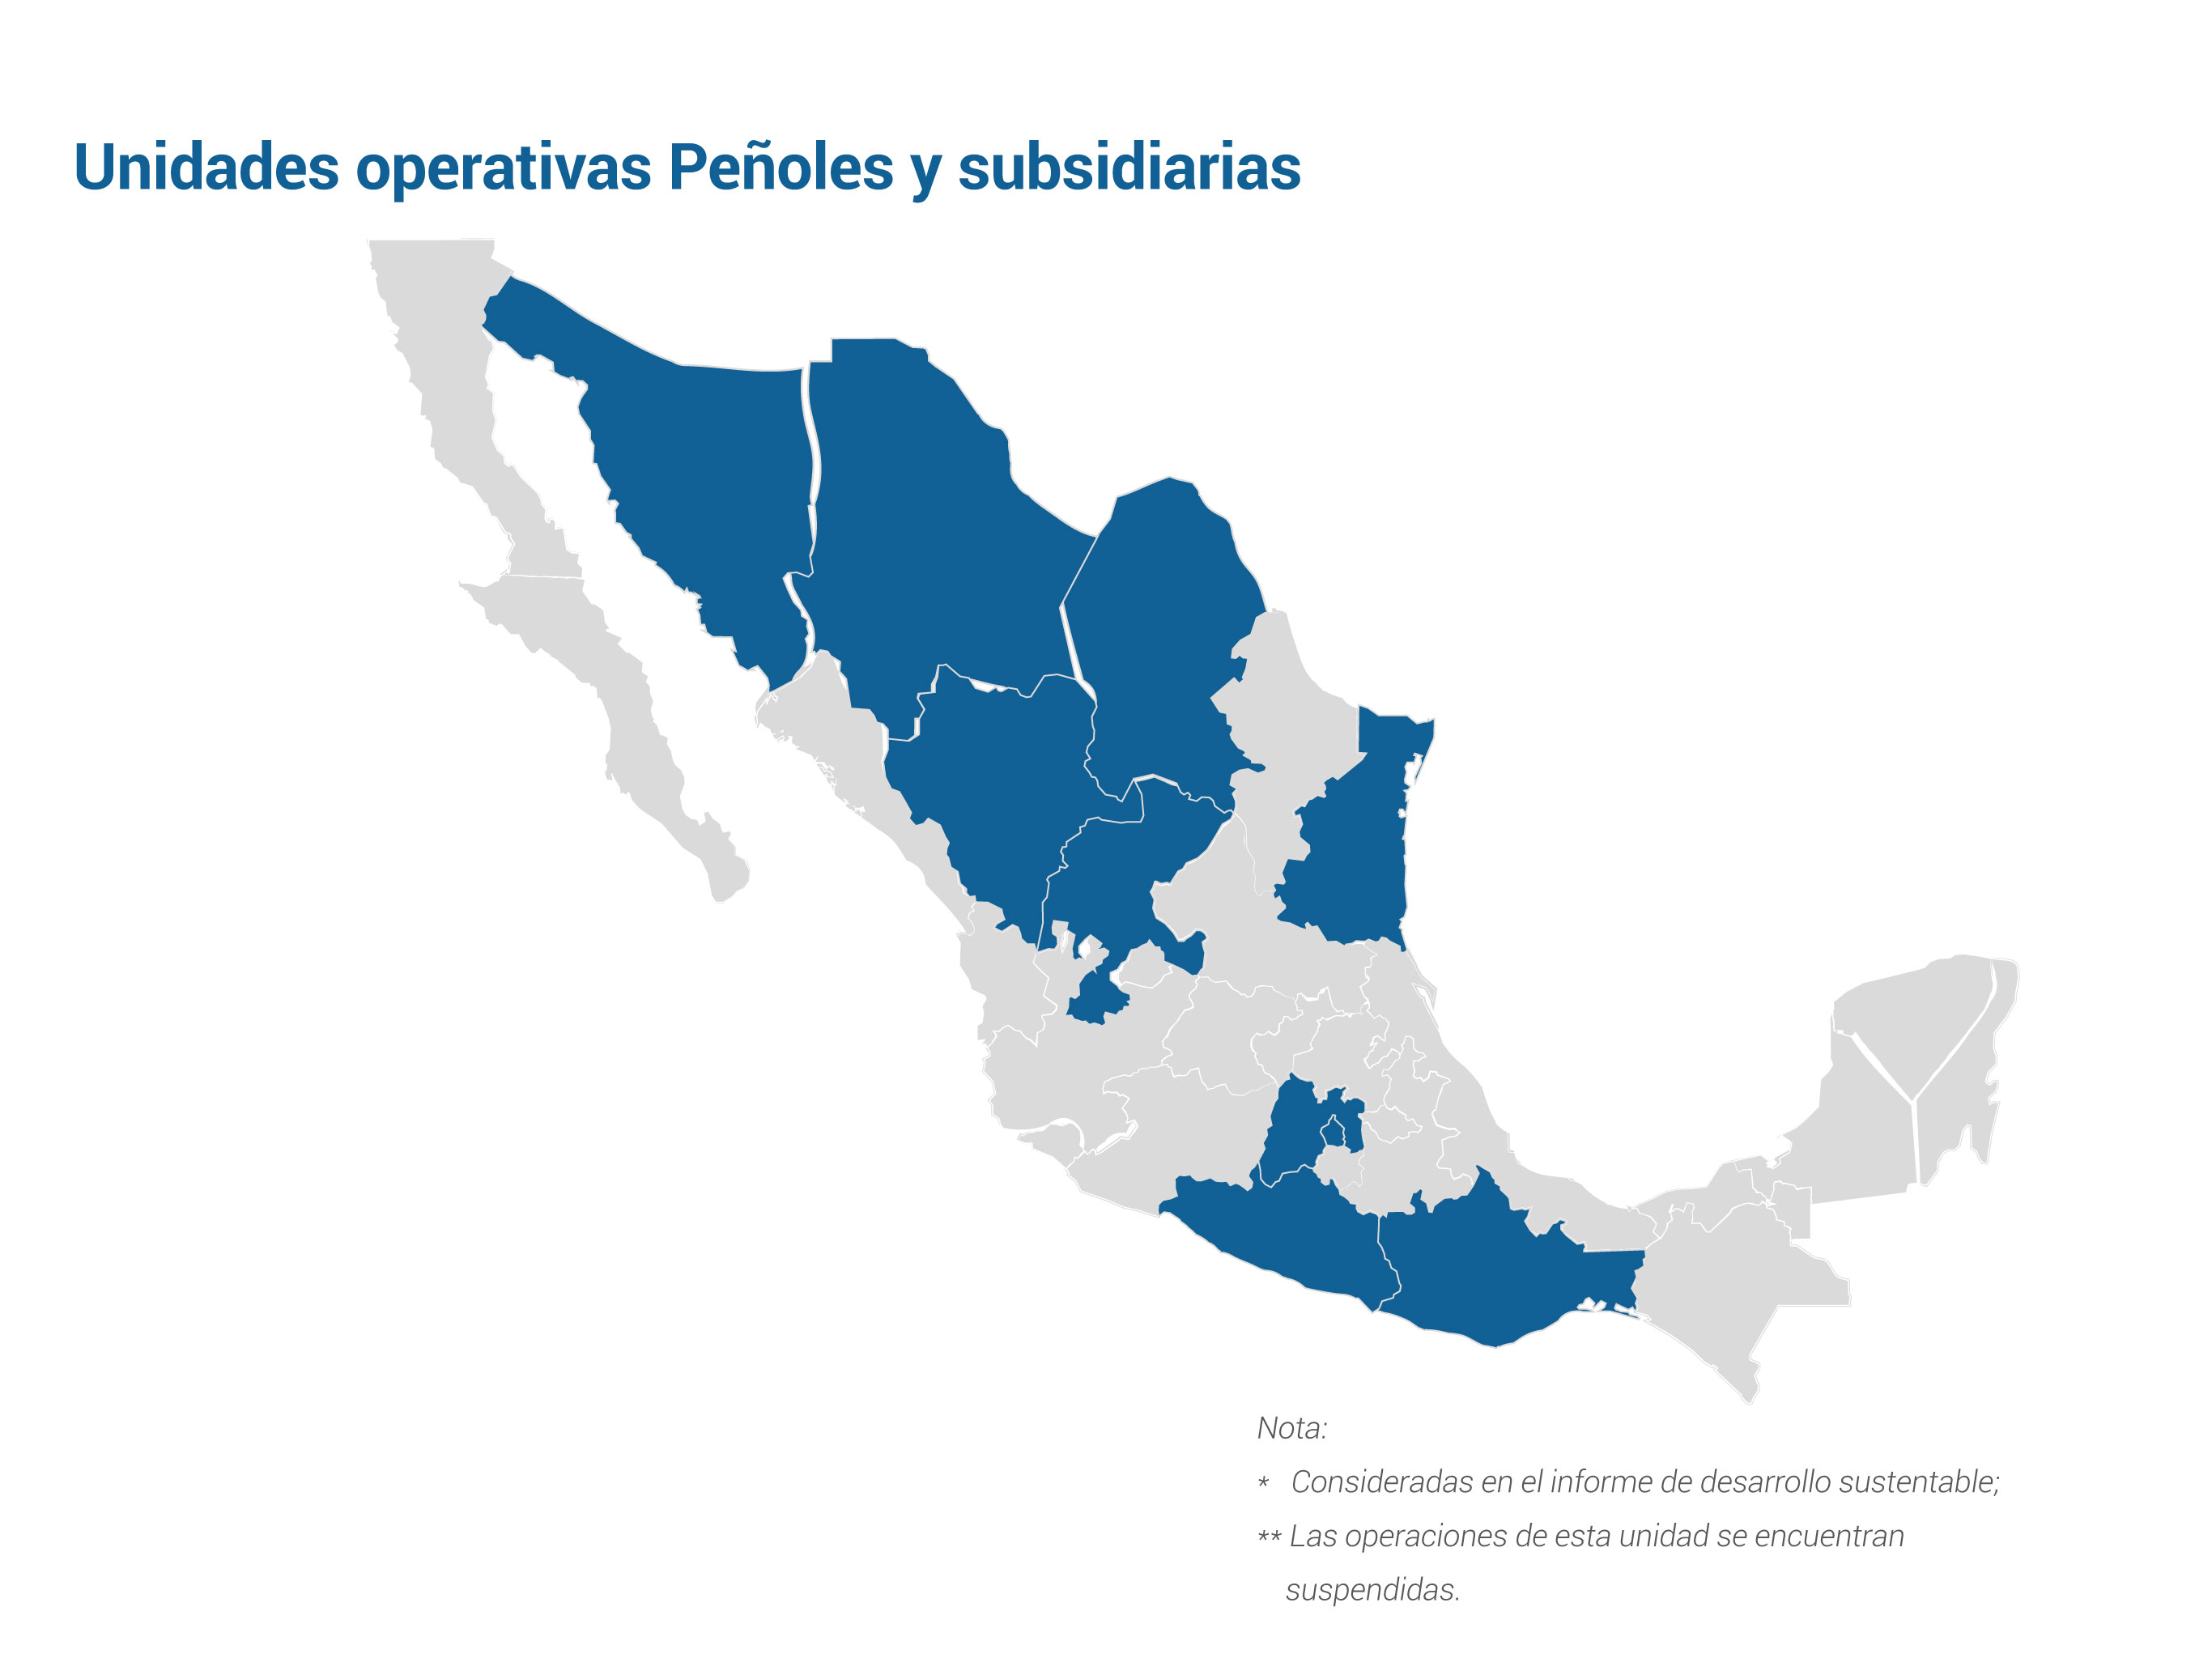 Unidades operativas Peñoles y subsidiarias
Nota:
* Consideradas en el informe de desarrollo sustentable;
** Las operaciones de esta unidad se encuentran
suspendidas.